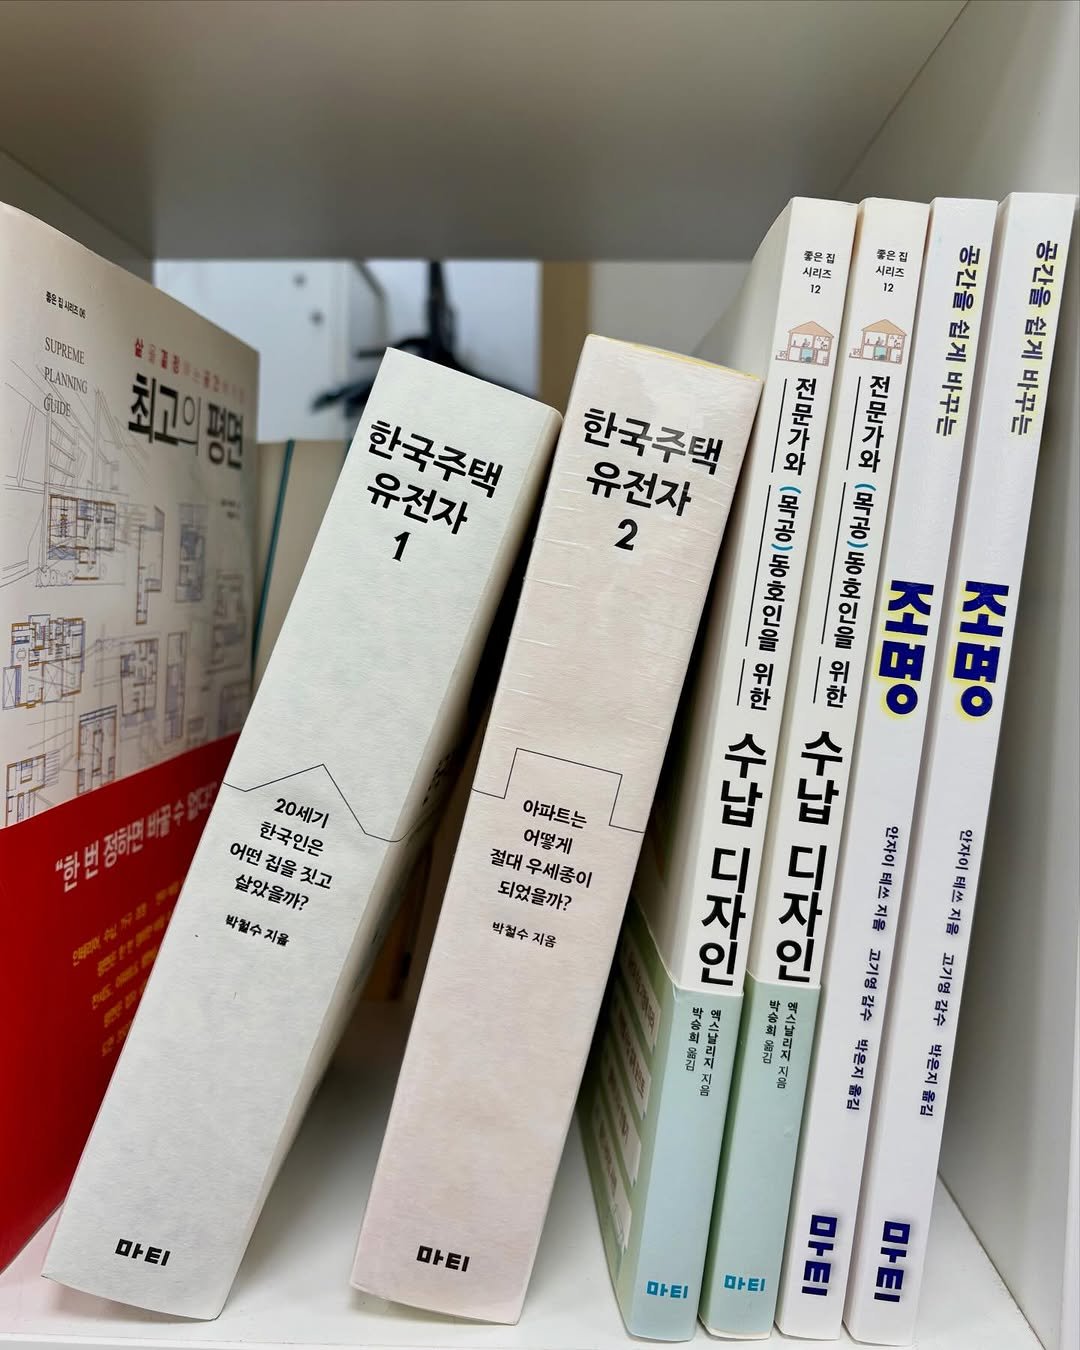 좋은 집 시리즈 06
SUPREME
PLANNING
GUIDE
삶을 결정하는 공간
최고의 평면
"한 번 정하면 바꿀 수 없다!"
한국주택
유전자
1
20세기
한국인은
어떤 집을 짓고
살았을까?
박철수 지음
마티
한국주택
유전자
2
아파트는
어떻게
절대 우세종이
되었을까?
박철수 지음
마티
좋은 집
시리즈
12
전문가와 (목공)동호인을 위한
수납 디자인
엑스날리지 지음
박승희 옮김
마티
좋은 집
시리즈
12
전문가와 (목공)동호인을 위한
수납 디자인
엑스날리지 지음
박승희 옮김
마티
공간을 쉽게 바꾸는
조명
안자이 테쓰 지음 고기영 감수 박은지 옮김
마티
공간을 쉽게 바꾸는
조명
안자이 테쓰 지음 고기영 감수 박은지 옮김
마티